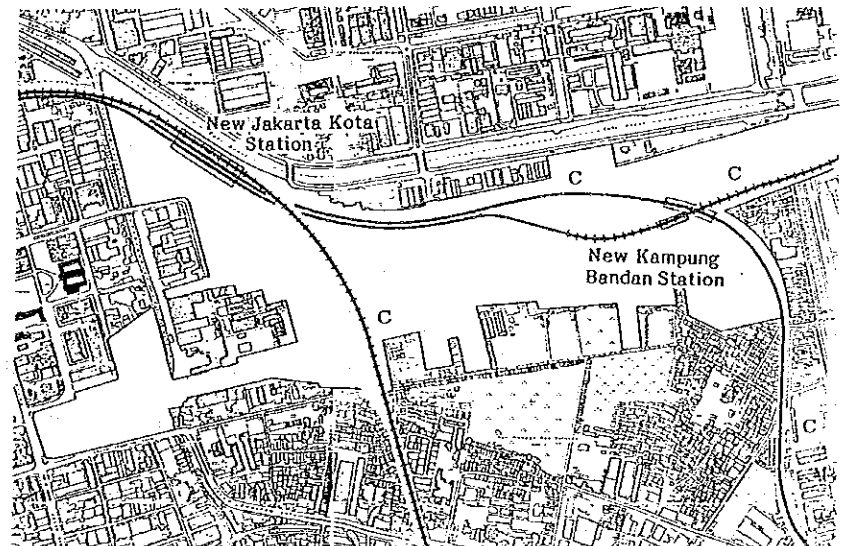 New Jakarta Kota
Station
C
C
New Kampung
Bandan Station
C
C